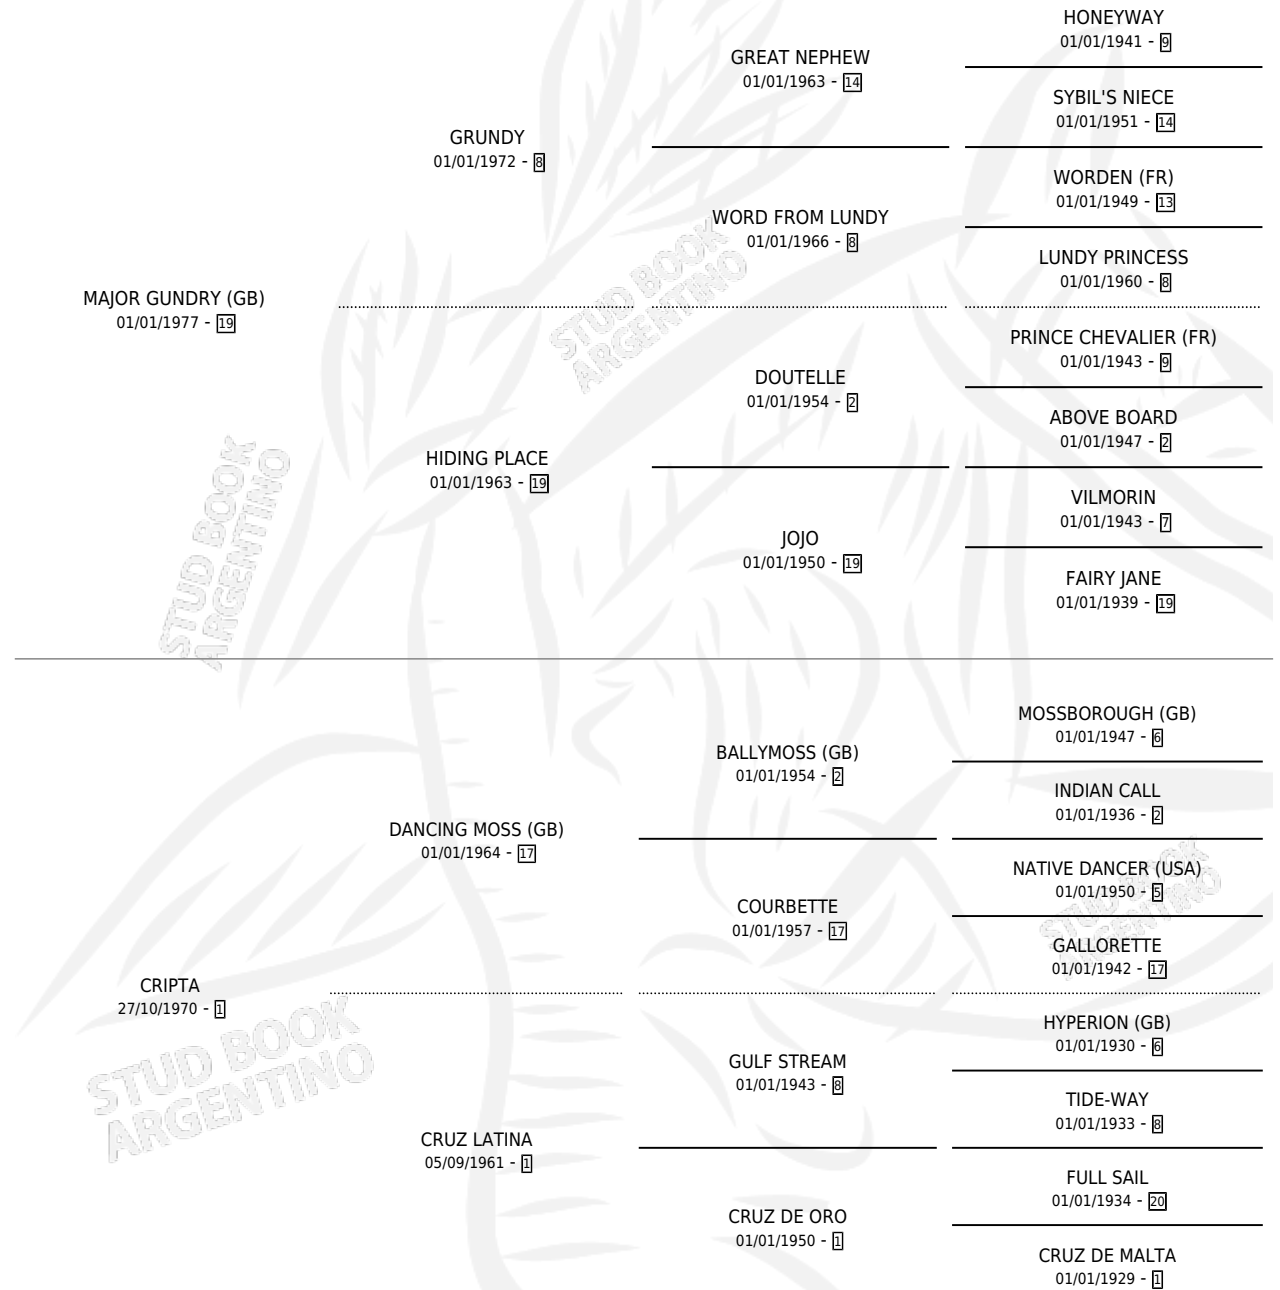 HONEYWAY
01/01/1941 - 9
GREAT NEPHEW
01/01/1963 - 14
SYBIL'S NIECE
01/01/1951 - 14
GRUNDY
01/01/1972 - 8
WORDEN (FR)
01/01/1949 - 13
WORD FROM LUNDY
01/01/1966 - 8
LUNDY PRINCESS
01/01/1960 - 8
MAJOR GUNDRY (GB)
01/01/1977 - 19
PRINCE CHEVALIER (FR)
01/01/1943 - 9
DOUTELLE
01/01/1954 - 2
ABOVE BOARD
01/01/1947 - 2
HIDING PLACE
01/01/1963 - 19
VILMORIN
01/01/1943 - 7
JOJO
01/01/1950 - 19
FAIRY JANE
01/01/1939 - 19
STUD BOOK
ARGENTINO
STUD BOOK
ARGENTINO
MOSSBOROUGH (GB)
01/01/1947 - 6
BALLYMOSS (GB)
01/01/1954 - 2
INDIAN CALL
01/01/1936 - 2
DANCING MOSS (GB)
01/01/1964 - 17
NATIVE DANCER (USA)
01/01/1950 - 5
COURBETTE
01/01/1957 - 17
GALLORETTE
01/01/1942 - 17
CRIPTA
27/10/1970 - 1
HYPERION (GB)
01/01/1930 - 6
GULF STREAM
01/01/1943 - 8
TIDE-WAY
01/01/1933 - 8
CRUZ LATINA
05/09/1961 - 1
FULL SAIL
01/01/1934 - 20
CRUZ DE ORO
01/01/1950 - 1
CRUZ DE MALTA
01/01/1929 - 1
STUD BOOK
ARGENTINO
STUD BOOK
ARGENTINO